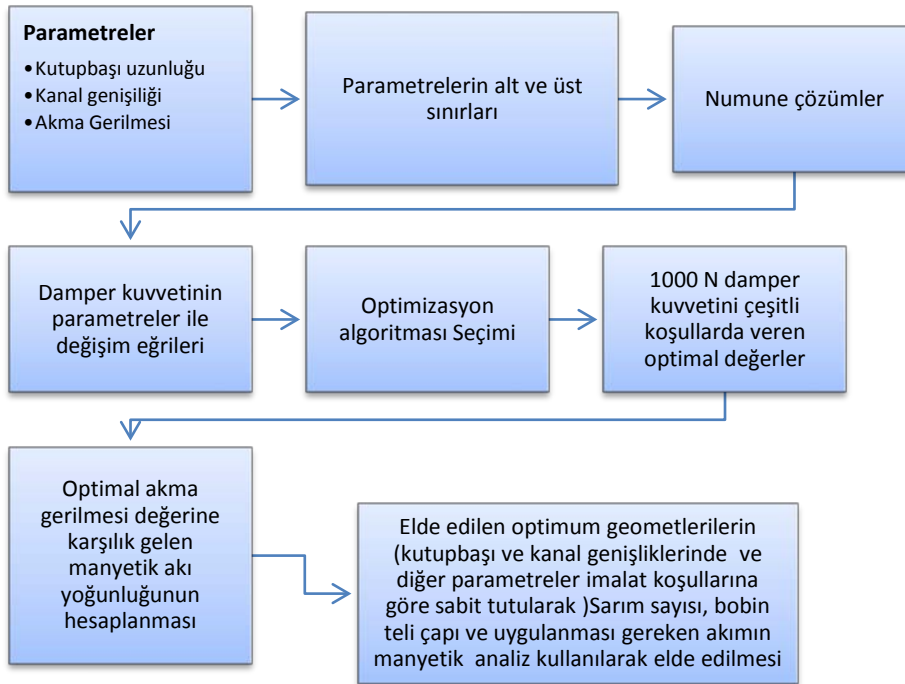 Parametreler
•Kutupbaşı uzunluğu
•Kanal genişiliği
•Akma Gerilmesi
Parametrelerin alt ve üst
sınırları
Numune çözümler
Damper kuvvetinin
parametreler ile
değişim eğrileri
Optimizasyon
algoritması Seçimi
1000 N damper
kuvvetini çeşitli
koşullarda veren
optimal değerler
Optimal akma
gerilmesi değerine
karşılık gelen
manyetik akı
yoğunluğunun
hesaplanması
Elde edilen optimum geometlerilerin
(kutupbaşı ve kanal genişliklerinde ve
diğer parametreler imalat koşullarına
göre sabit tutularak )Sarım sayısı, bobin
teli çapı ve uygulanması gereken akımın
manyetik analiz kullanılarak elde edilmesi